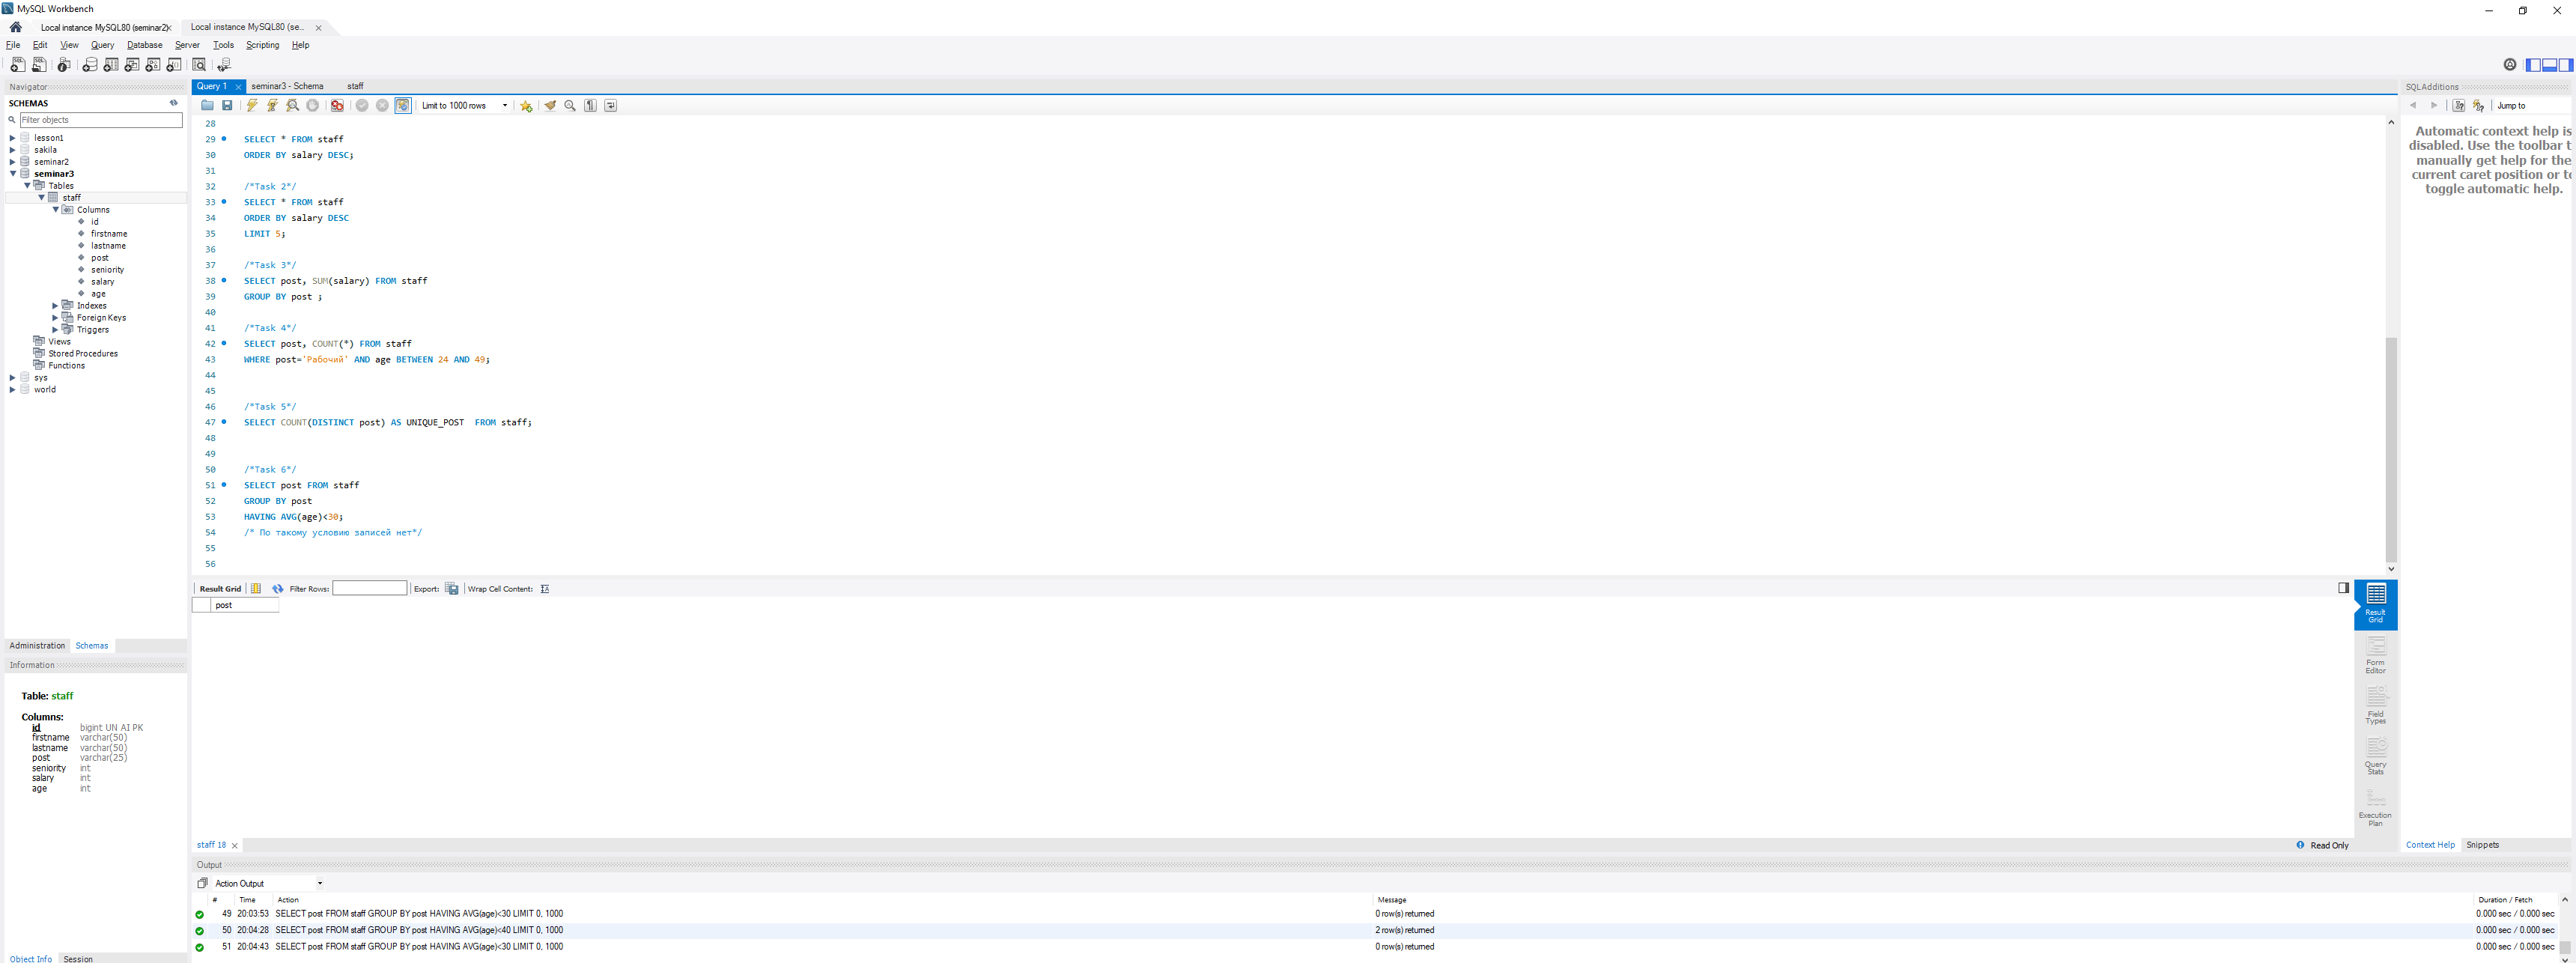 MySQL Workbench
Local instance MySQL80 (seminar2) Local instance MySQL80 (se...
File Edit View Query Database Server Tools Scripting Help
Navigator
SCHEMAS
Filter objects
lesson1
sakila
seminar2
seminar3
Tables
staff
Columns
id
firstname
lastname
post
seniority
salary
age
Indexes
Foreign Keys
Triggers
Views
Stored Procedures
Functions
sys
world
Administration Schemas
Information
Table: staff
Columns:
id bigint UN AI PK
firstname varchar(50)
lastname varchar(50)
post varchar(25)
seniority int
salary int
age int
Object Info Session
Query 1 seminar3 - Schema staff
Limit to 1000 rows
28
29 SELECT * FROM staff
30 ORDER BY salary DESC;
31
32 /*Task 2*/
33 SELECT * FROM staff
34 ORDER BY salary DESC
35 LIMIT 5;
36
37 /*Task 3*/
38 SELECT post, SUM(salary) FROM staff
39 GROUP BY post ;
40
41 /*Task 4*/
42 SELECT post, COUNT(*) FROM staff
43 WHERE post='Рабочий' AND age BETWEEN 24 AND 49;
44
45
46 /*Task 5*/
47 SELECT COUNT(DISTINCT post) AS UNIQUE_POST  FROM staff;
48
49
50 /*Task 6*/
51 SELECT post FROM staff
52 GROUP BY post
53 HAVING AVG(age)<30;
54 /* По такому условию записей нет*/
55
56
Result Grid Filter Rows: Export: Wrap Cell Content:
post
Result
Grid
Form
Editor
Field
Types
Query
Stats
Execution
Plan
staff 18 Read Only
Output
Action Output
# Time Action Message Duration / Fetch
49 20:03:53 SELECT post FROM staff GROUP BY post HAVING AVG(age)<30 LIMIT 0, 1000 0 row(s) returned 0.000 sec / 0.000 sec
50 20:04:28 SELECT post FROM staff GROUP BY post HAVING AVG(age)<40 LIMIT 0, 1000 2 row(s) returned 0.000 sec / 0.000 sec
51 20:04:43 SELECT post FROM staff GROUP BY post HAVING AVG(age)<30 LIMIT 0, 1000 0 row(s) returned 0.000 sec / 0.000 sec
SQLAdditions
Jump to
Automatic context help is
disabled. Use the toolbar t
manually get help for the
current caret position or to
toggle automatic help.
Context Help Snippets